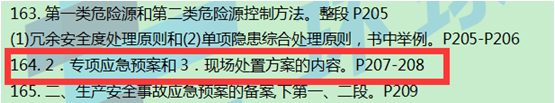 163. 第一类危险源和第二类危险源控制方法。整段 P205
(1)冗余安全度处理原则和(2)单项隐患综合处理原则，书中举例。P205-P206
164. 2．专项应急预案和 3．现场处置方案的内容。P207-208
165. 二、生产安全事故应急预案的备案,下第一、二段。P209